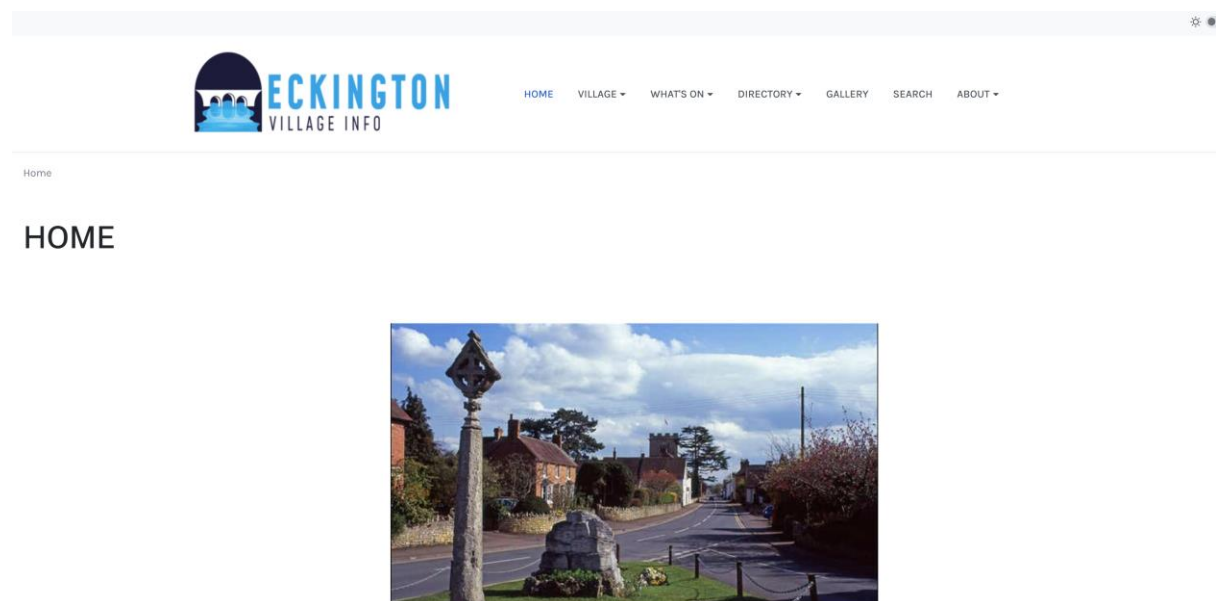 ECKINGTON
VILLAGE INFO
HOME VILLAGE WHAT'S ON DIRECTORY GALLERY SEARCH ABOUT
Home
HOME